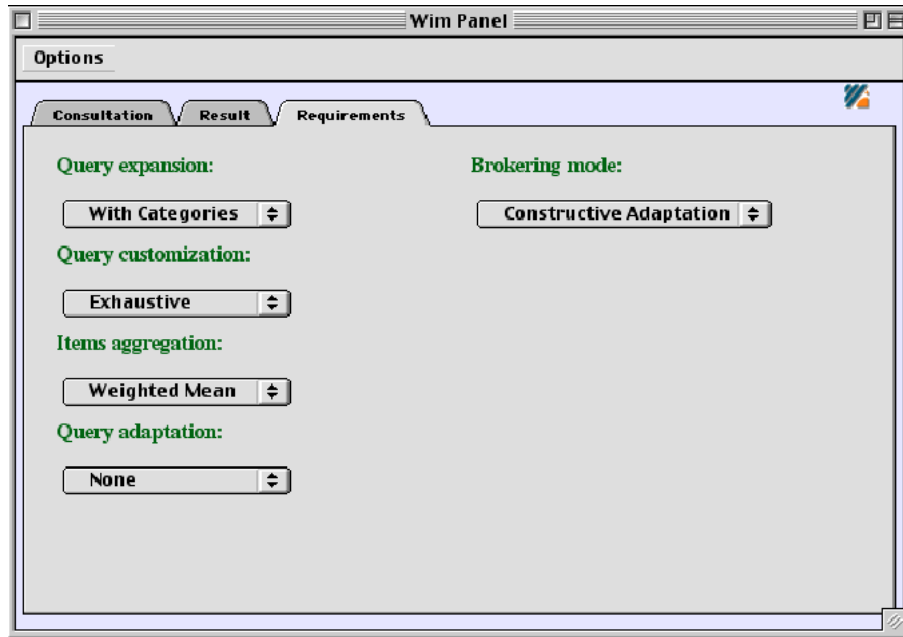 Wim Panel
Options
Consultation Result Requirements
Query expansion:
With Categories
Query customization:
Exhaustive
Items aggregation:
Weighted Mean
Query adaptation:
None
Brokering mode:
Constructive Adaptation